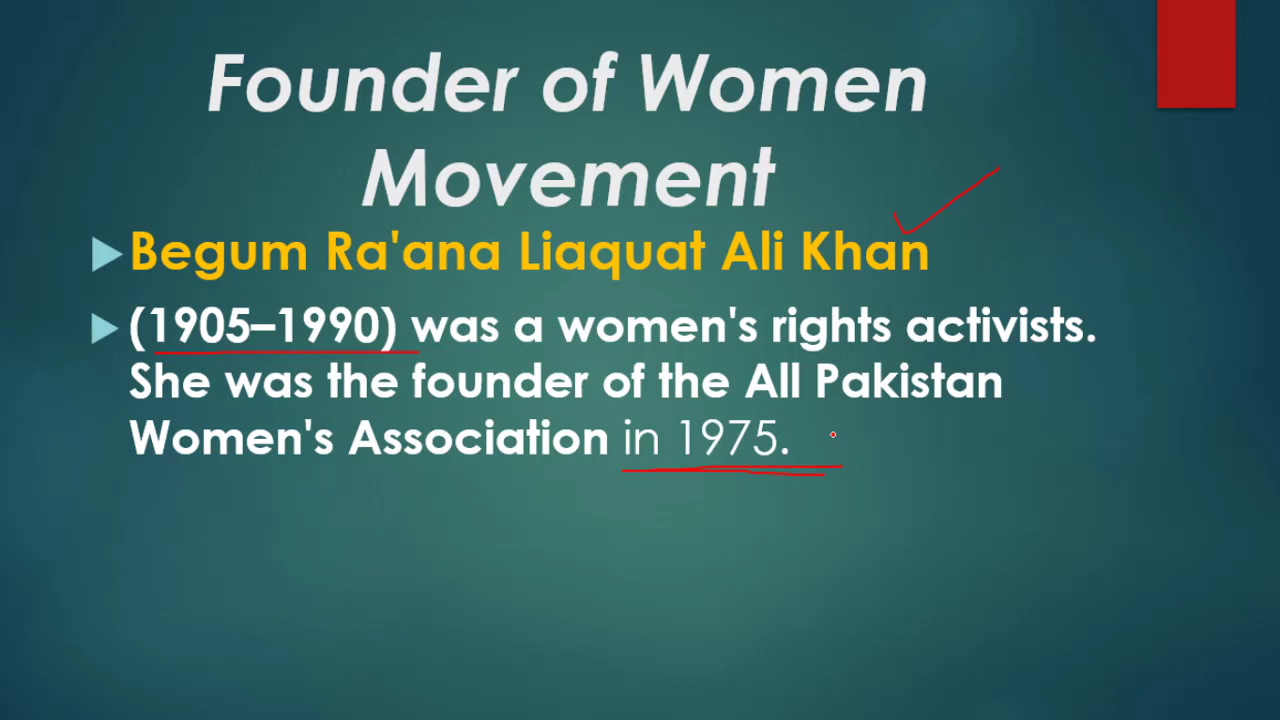 Founder of Women
Movement
Begum Ra'ana Liaquat Ali Khan
(1905–1990) was a women's rights activists.
She was the founder of the All Pakistan
Women's Association in 1975.